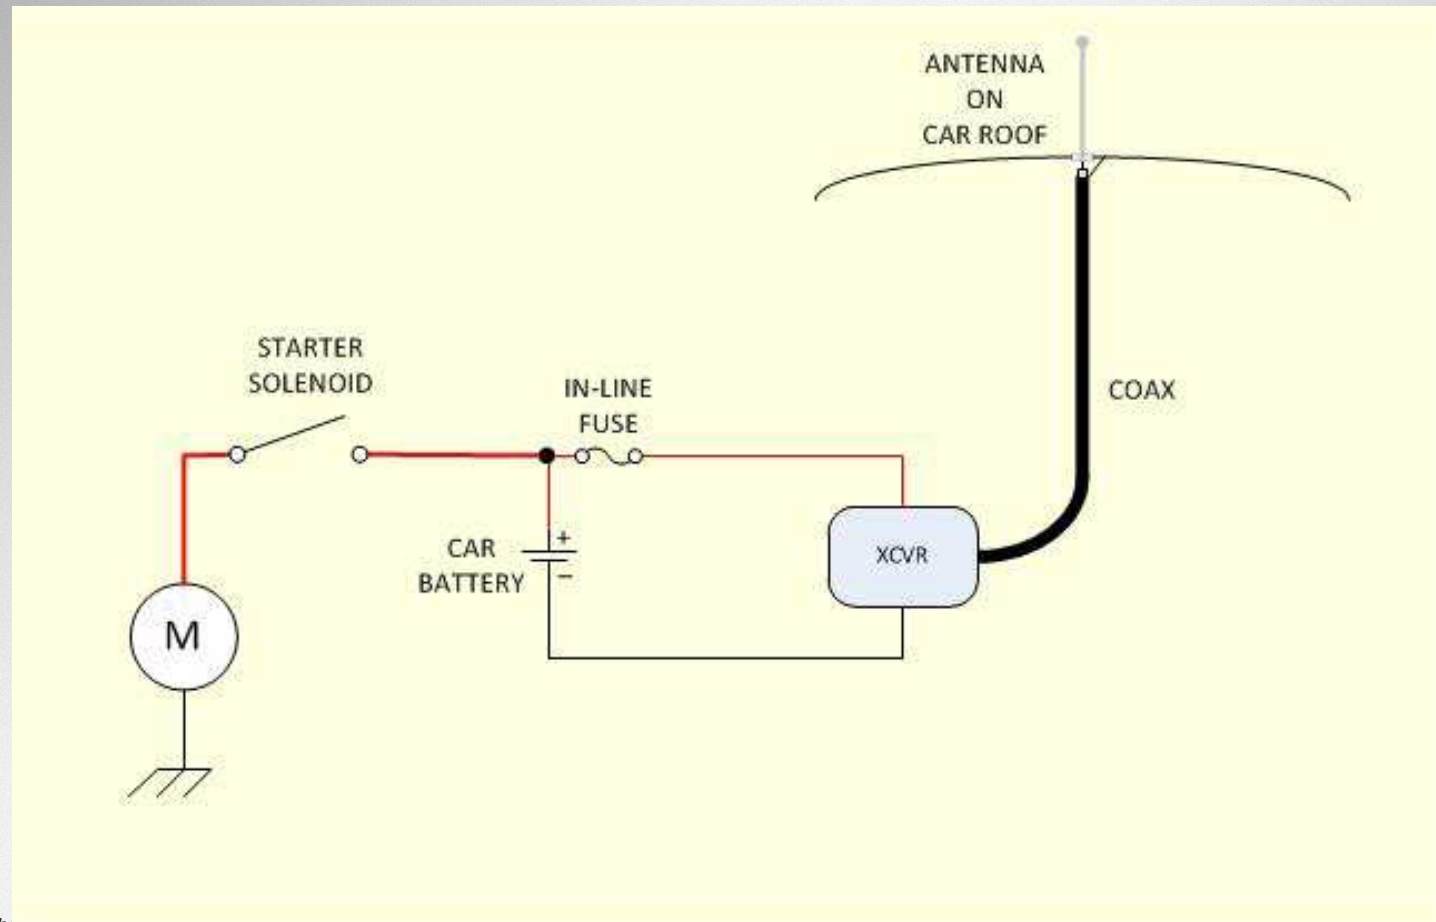 ANTENNA
ON
CAR ROOF
STARTER
SOLENOID
IN-LINE
FUSE
COAX
CAR
BATTERY
+
−
XCVR
M